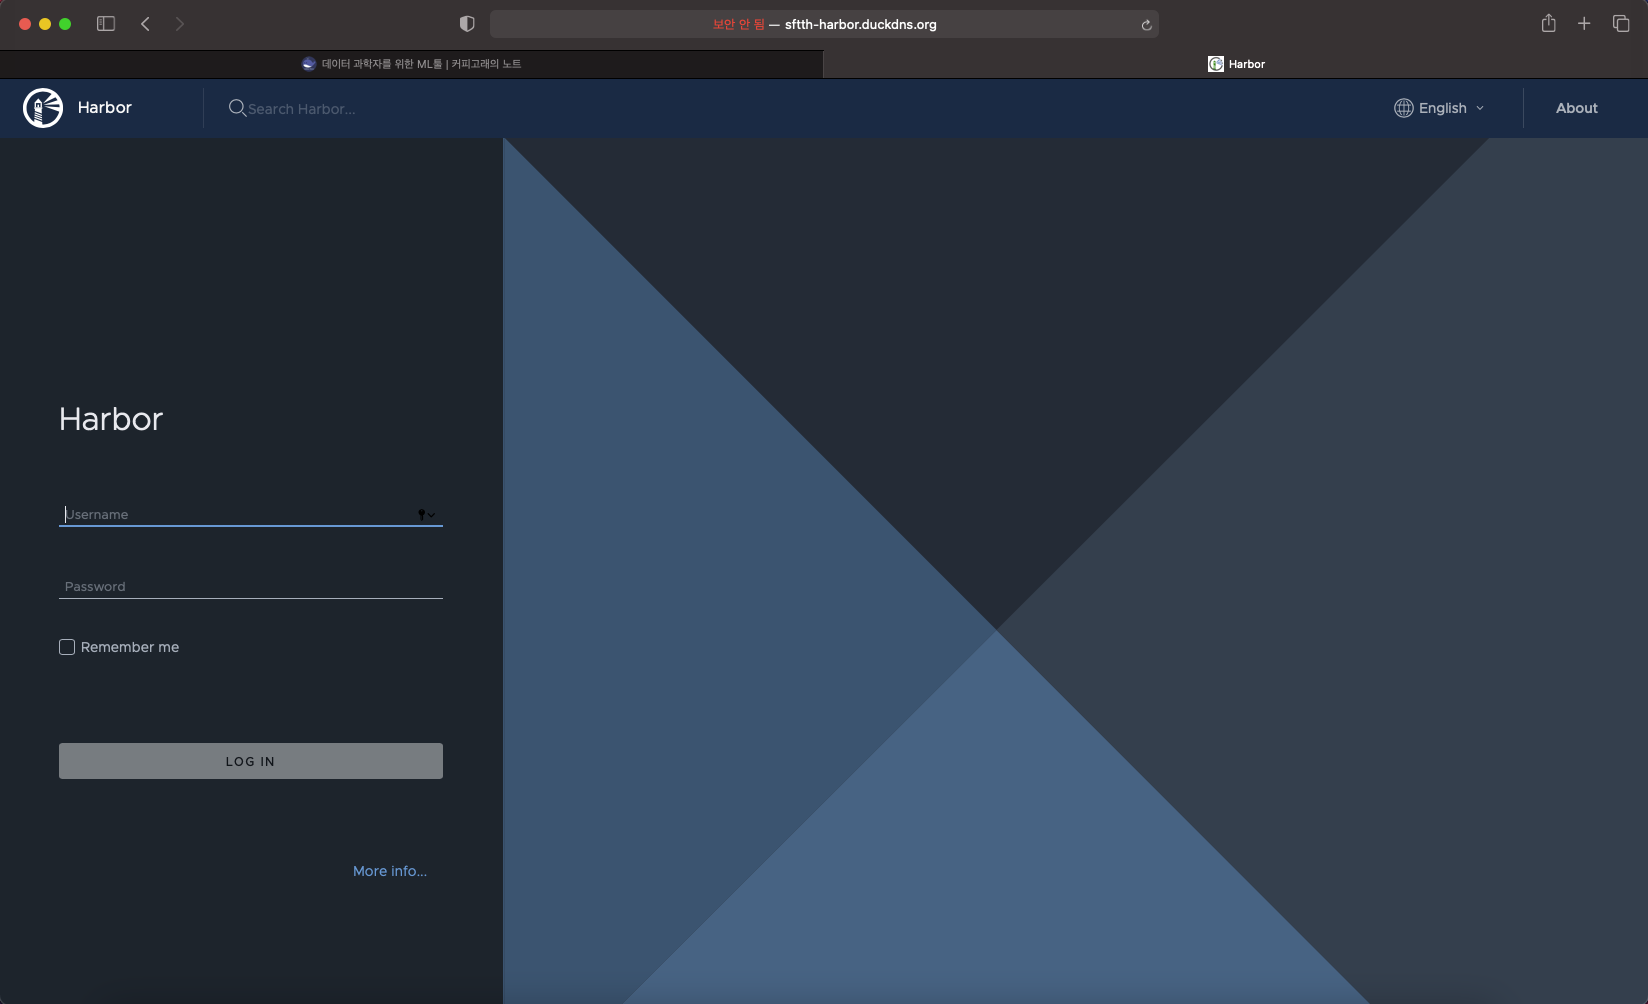 보안 안 됨 — sftth-harbor.duckdns.org
데이터 과학자를 위한 ML툴 | 커피고래의 노트
Harbor
Harbor
Search Harbor...
English
About
Harbor
Username
Password
Remember me
LOG IN
More info...